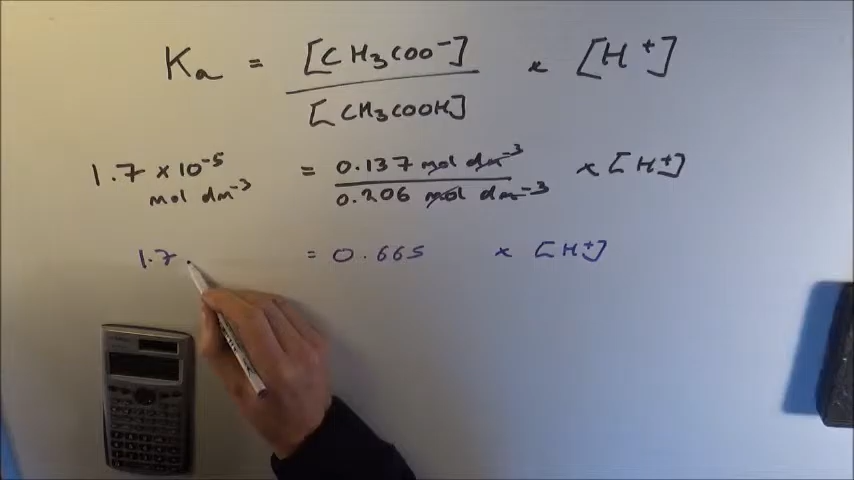 Ka = [CH3COO⁻] / [CH3COOH] × [H⁺]
1.7 × 10⁻⁵ mol dm⁻³ = 0.137 mol dm⁻³ / 0.206 mol dm⁻³ × [H⁺]
1.7 = 0.665 × [H⁺]